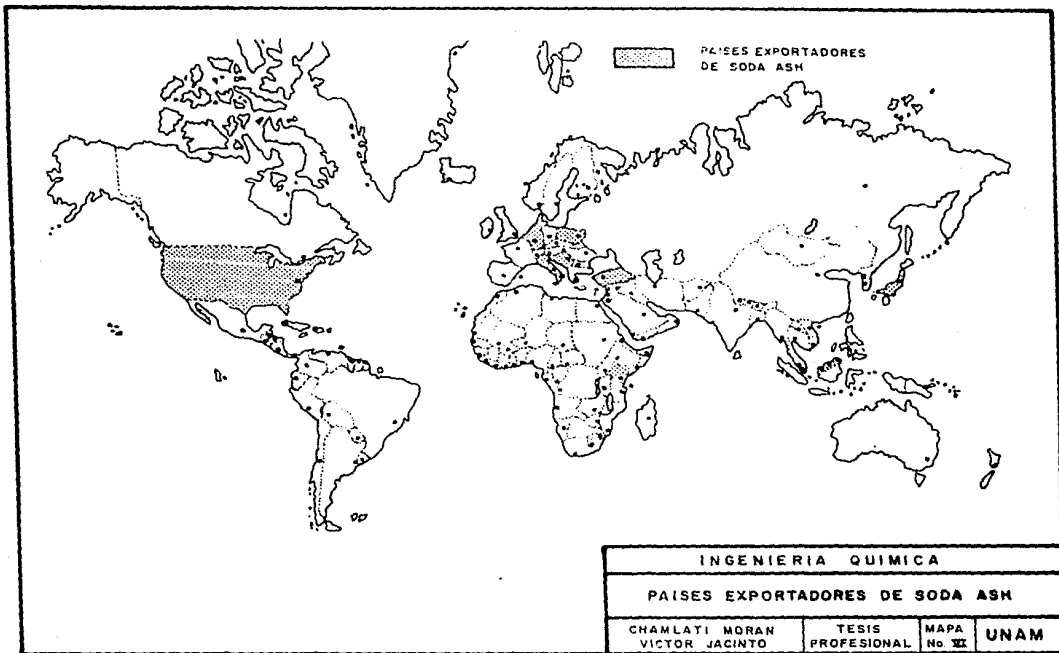 PAISES EXPORTADORES
DE SODA ASH
INGENIERIA QUIMICA
PAISES EXPORTADORES DE SODA ASH
CHAMLATI MORAN
VICTOR JACINTO
TESIS
PROFESIONAL
MAPA
No.
UNAM